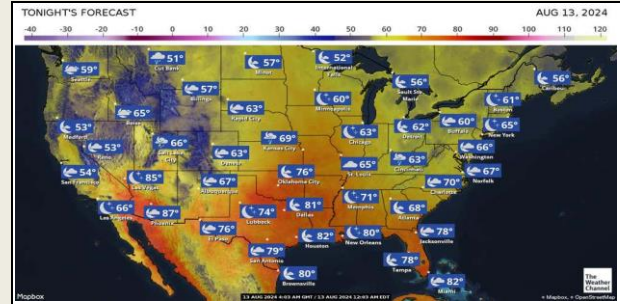 TONIGHT'S FORECAST
AUG 13, 2024
-40 -30 -20 -10 0 10 20 30 40 50 60 70 80 90 100 110 120
59°
Seattle
51°
Cut Bank
57°
Minot
52°
International Falls
56°
Sault Ste Marie
56°
Caribou
57°
Billings
65°
Boise
63°
Rapid City
60°
Minneapolis
61°
Boston
60°
Buffalo
65°
New York
53°
Medford
53°
Reno
66°
Salt Lake City
63°
Denver
69°
Kansas City
63°
Chicago
62°
Detroit
66°
Washington
54°
San Francisco
85°
Las Vegas
67°
Albuquerque
76°
Oklahoma City
65°
St. Louis
63°
Cincinnati
67°
Norfolk
70°
Charlotte
66°
Los Angeles
87°
Phoenix
76°
El Paso
74°
Lubbock
81°
Dallas
71°
Memphis
68°
Atlanta
82°
Houston
80°
New Orleans
78°
Jacksonville
79°
San Antonio
80°
Brownsville
78°
Tampa
82°
Miami
The
Weather
Channel
Mapbox
13 AUG 2024 4:03 AM GMT / 13 AUG 2024 12:03 AM EDT
© Mapbox, © OpenStreetMap